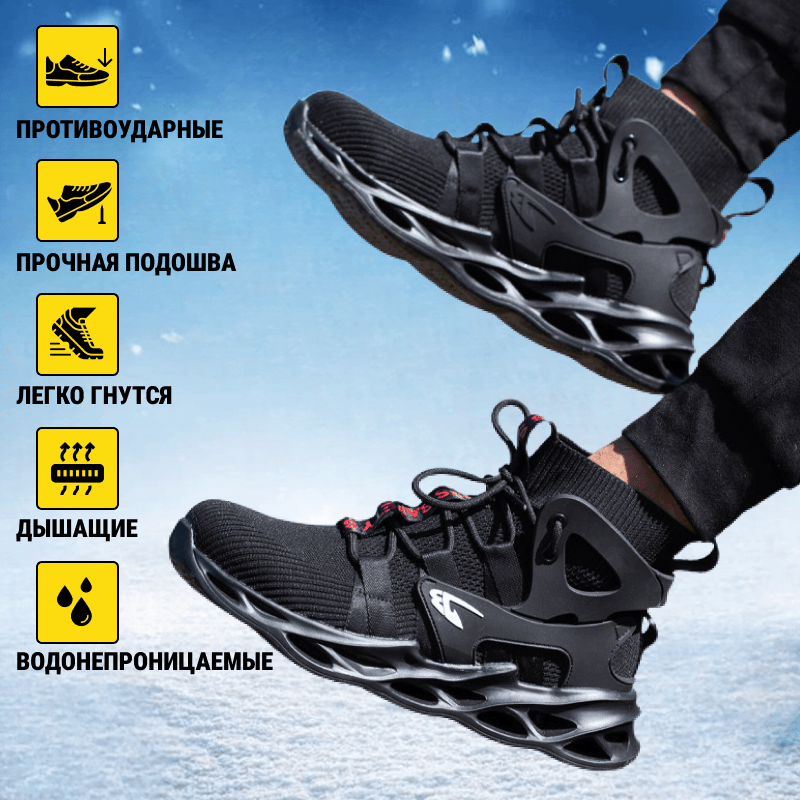 ПРОТИВОУДАРНЫЕ
ПРОЧНАЯ ПОДОШВА
ЛЕГКО ГНУТСЯ
ДЫШАЩИЕ
ВОДОНЕПРОНИЦАЕМЫЕ